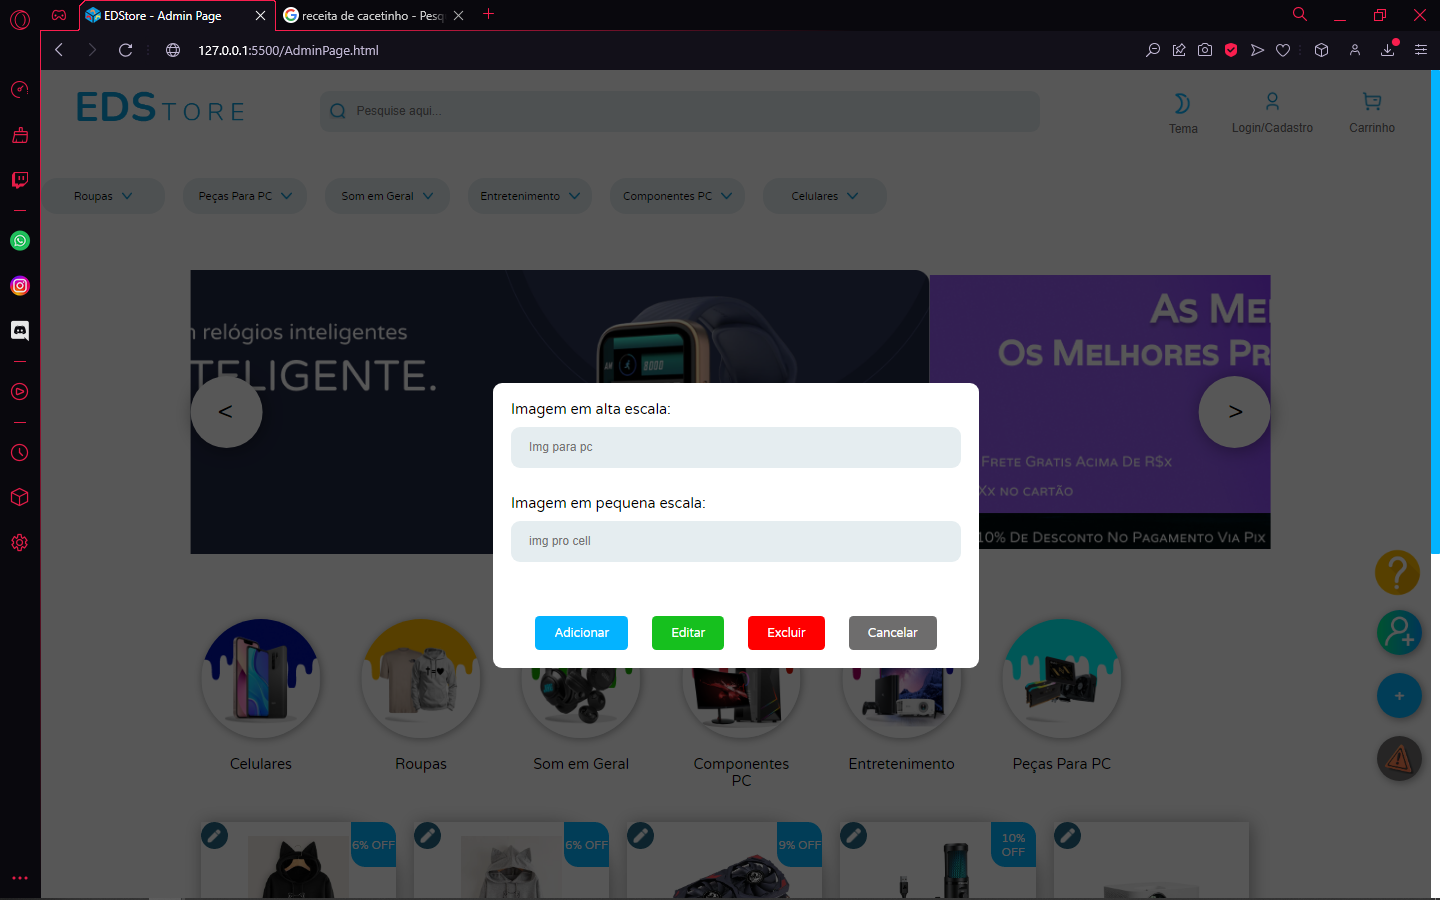 EDStore - Admin Page
receita de cacetinho - Pesq
127.0.0.1:5500/AdminPage.html
EDSTORE
Pesquise aqui...
Tema
Login/Cadastro
Carrinho
Roupas
Peças Para PC
Som em Geral
Entretenimento
Componentes PC
Celulares
n relógios inteligentes
TELIGENTE.
AS ME
OS MELHORES PR
FRETE GRATIS ACIMA DE R$X
XX NO CARTÃO
10% DE DESCONTO NO PAGAMENTO VIA PIX
<
>
Imagem em alta escala:
Img para pc
Imagem em pequena escala:
img pro cell
Adicionar
Editar
Excluir
Cancelar
?
+
Celulares
Roupas
Som em Geral
Componentes
PC
Entretenimento
Peças Para PC
6% OFF
6% OFF
9% OFF
10%
OFF